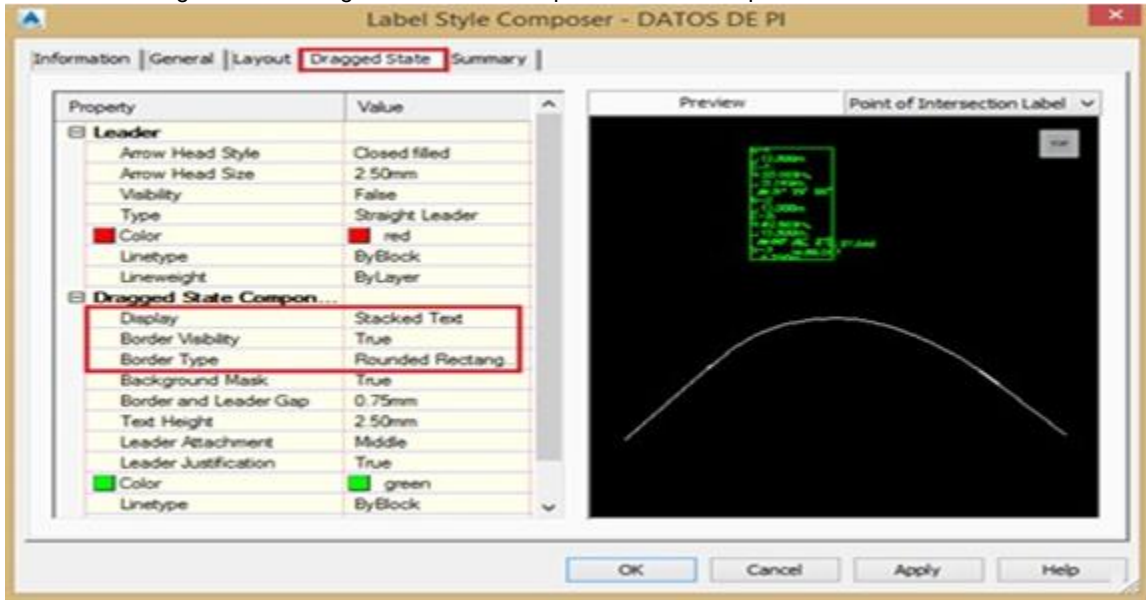 Label Style Composer - DATOS DE PI
Information General Layout Dragged State Summary
Property Value
Leader
Arrow Head Style Closed filled
Arrow Head Size 2.50mm
Visibility False
Type Straight Leader
Color red
Linetype ByBlock
Lineweight ByLayer
Dragged State Compon...
Display Stacked Text
Border Visibility True
Border Type Rounded Rectang...
Background Mask True
Border and Leader Gap 0.75mm
Text Height 2.50mm
Leader Attachment Middle
Leader Justification True
Color green
Linetype ByBlock
Preview Point of Intersection Label
TOP
OK Cancel Apply Help